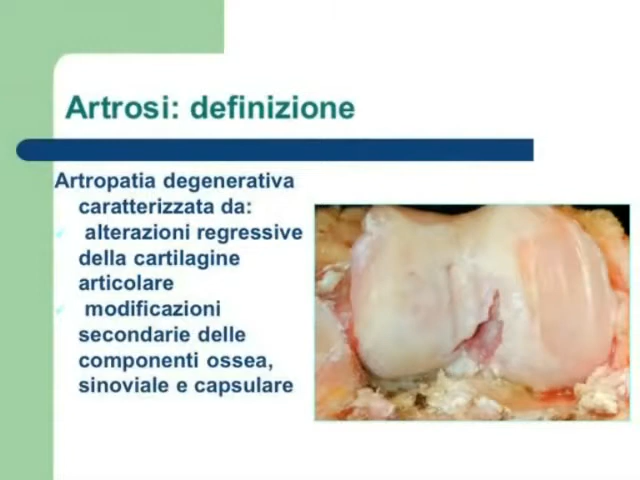 Artrosi: definizione
Artropatia degenerativa
caratterizzata da:
alterazioni regressive
della cartilagine
articolare
modificazioni
secondarie delle
componenti ossea,
sinoviale e capsulare